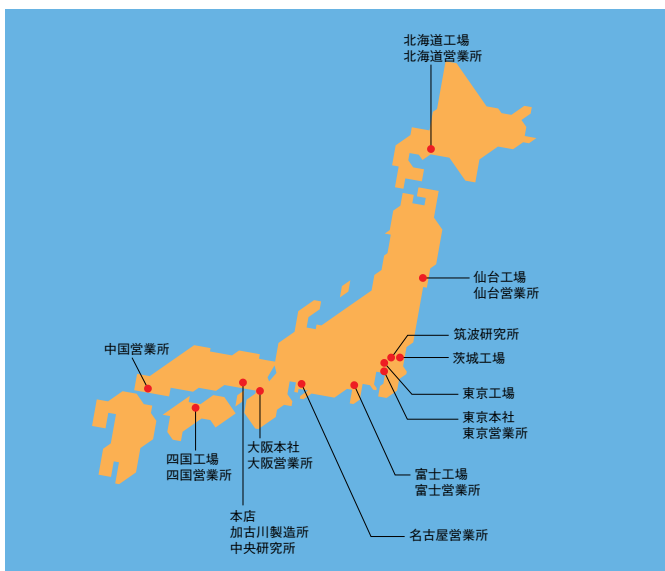 北海道工場
北海道営業所
仙台工場
仙台営業所
筑波研究所
茨城工場
中国営業所
東京工場
東京本社
東京営業所
大阪本社
大阪営業所
四国工場
四国営業所
富士工場
富士営業所
本店
加古川製造所
中央研究所
名古屋営業所